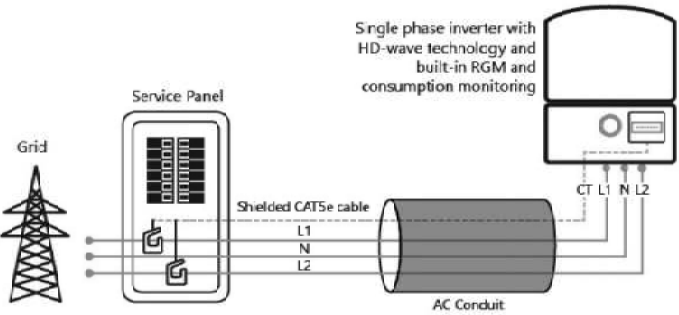 Single phase inverter with
HD-wave technology and
built-in RGM and
consumption monitoring
Service Panel
Grid
CT L1 N L2
Shielded CAT5e cable
L1
N
L2
AC Conduit